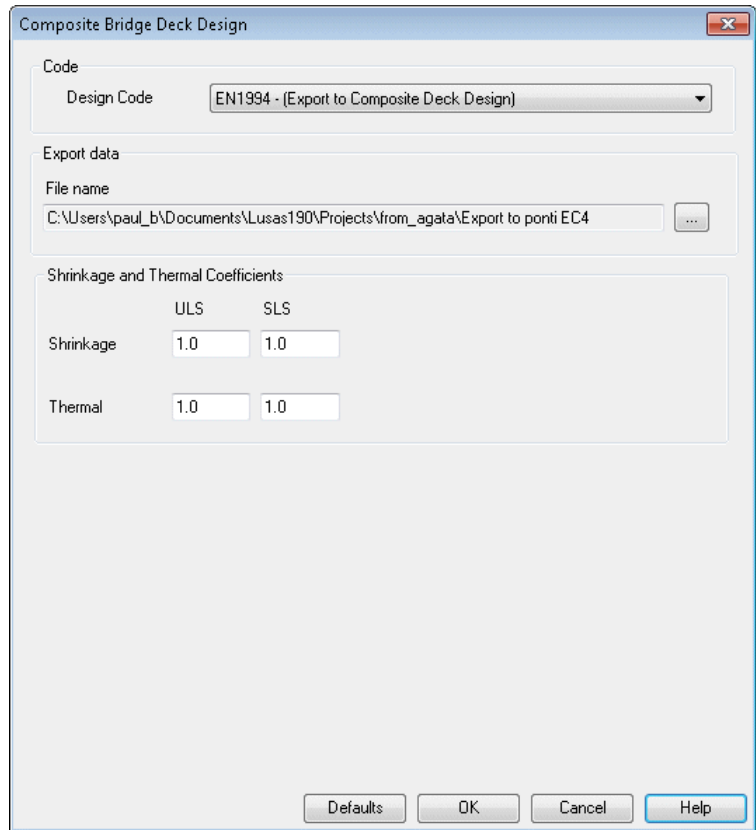 Composite Bridge Deck Design
Code
Design Code EN1994 - (Export to Composite Deck Design)
Export data
File name
C:\Users\paul_b\Documents\Lusas190\Projects\from_agata\Export to ponti EC4 ...
Shrinkage and Thermal Coefficients
ULS SLS
Shrinkage 1.0 1.0
Thermal 1.0 1.0
Defaults OK Cancel Help